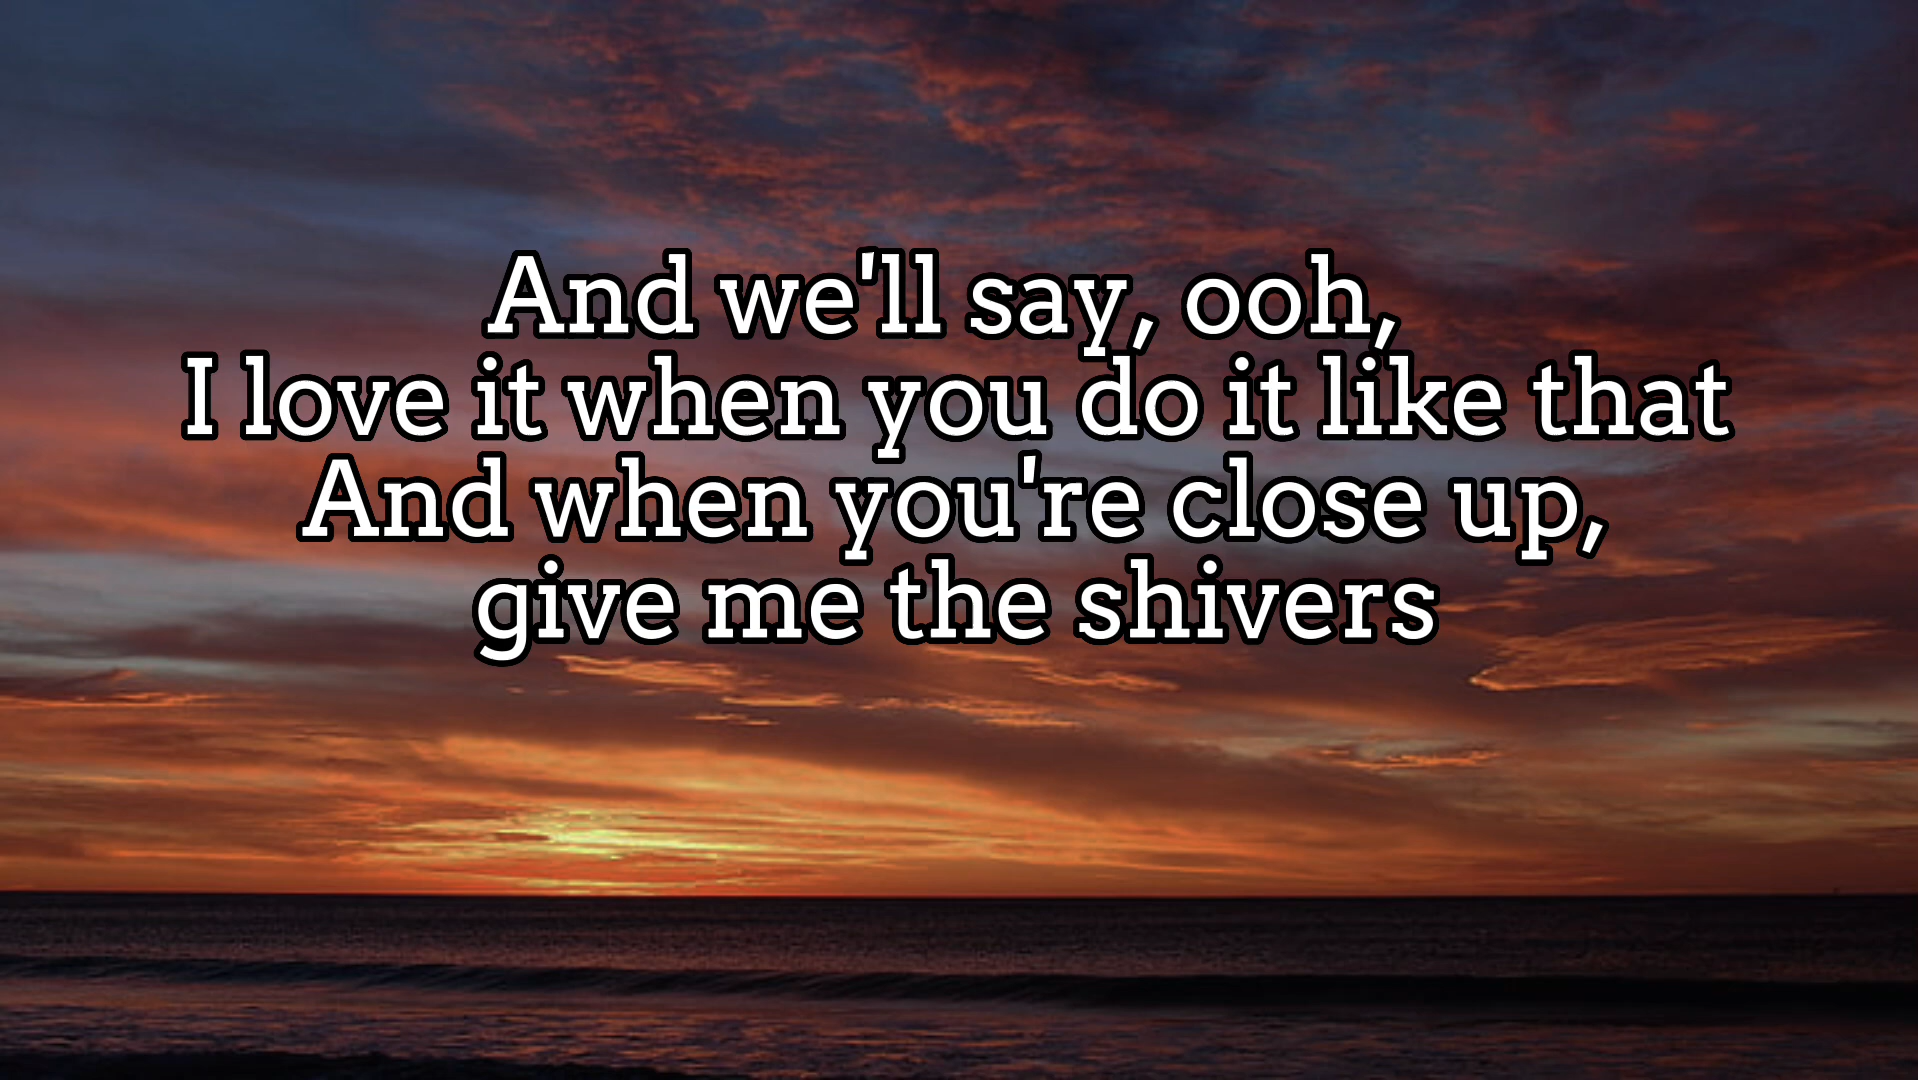 And we'll say, ooh,
I love it when you do it like that
And when you're close up,
give me the shivers